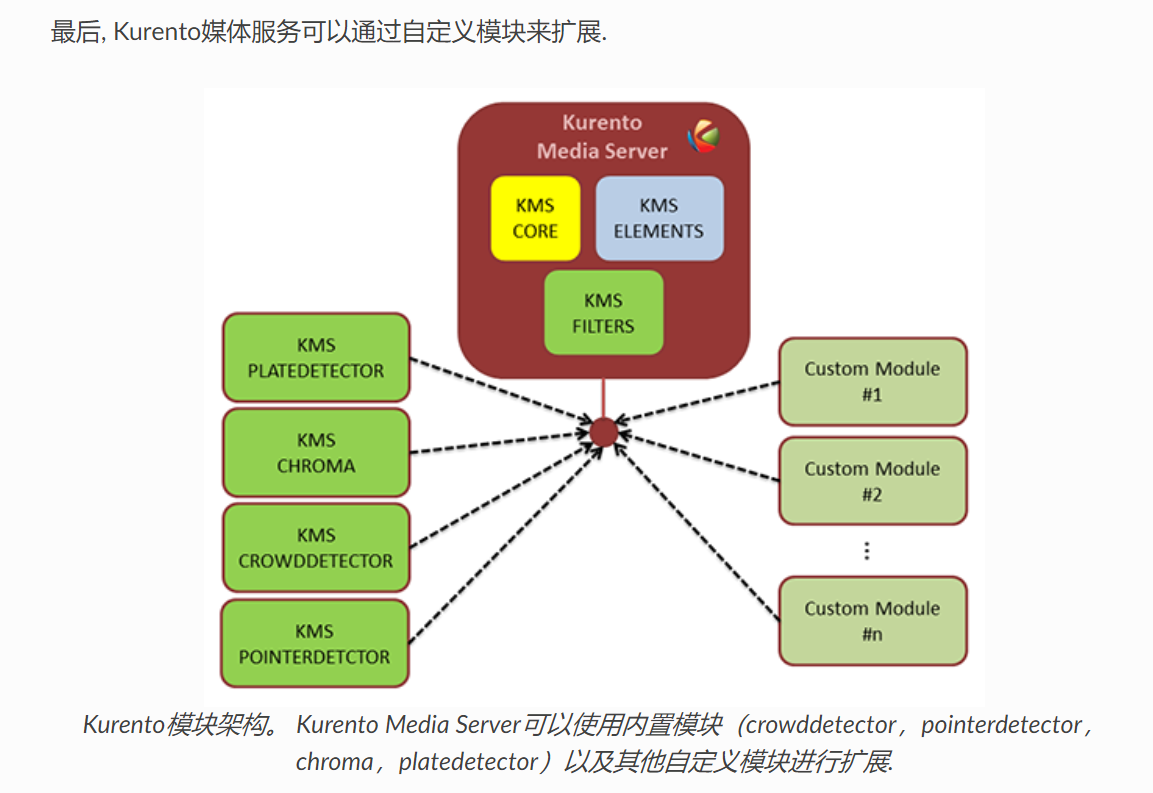 最后, Kurento媒体服务可以通过自定义模块来扩展.
Kurento
Media Server
KMS
CORE
KMS
ELEMENTS
KMS
FILTERS
KMS
PLATEDETECTOR
KMS
CHROMA
KMS
CROWDDETECTOR
KMS
POINTERDETCTOR
Custom Module
#1
Custom Module
#2
⋮
Custom Module
#n
Kurento模块架构。 Kurento Media Server可以使用内置模块（crowddetector，pointerdetector，
chroma，platedetector）以及其他自定义模块进行扩展.